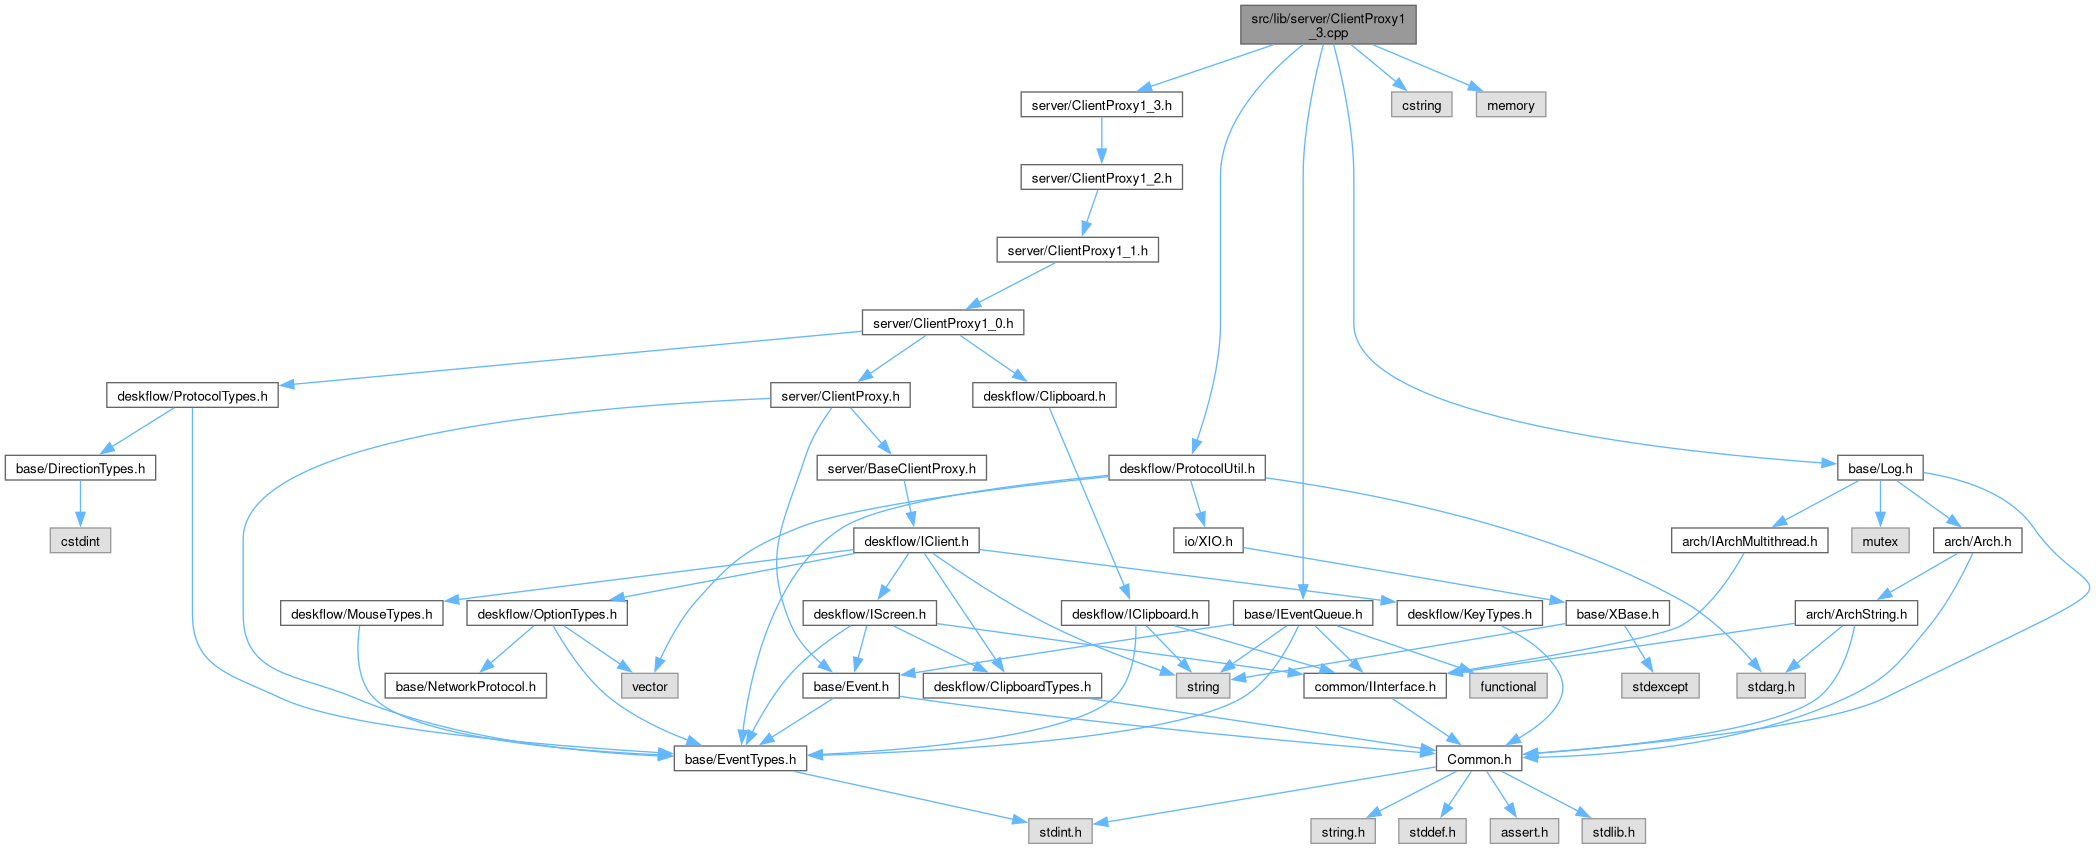 src/lib/server/ClientProxy1
_3.cpp
server/ClientProxy1_3.h
cstring
memory
server/ClientProxy1_2.h
server/ClientProxy1_1.h
server/ClientProxy1_0.h
deskflow/ProtocolTypes.h
server/ClientProxy.h
deskflow/Clipboard.h
base/DirectionTypes.h
server/BaseClientProxy.h
deskflow/ProtocolUtil.h
base/Log.h
cstdint
deskflow/IClient.h
io/XIO.h
arch/IArchMultithread.h
mutex
arch/Arch.h
deskflow/MouseTypes.h
deskflow/OptionTypes.h
deskflow/IScreen.h
deskflow/IClipboard.h
base/IEventQueue.h
deskflow/KeyTypes.h
base/XBase.h
arch/ArchString.h
base/NetworkProtocol.h
vector
base/Event.h
deskflow/ClipboardTypes.h
string
common/IInterface.h
functional
stdexcept
stdarg.h
base/EventTypes.h
Common.h
stdint.h
string.h
stddef.h
assert.h
stdlib.h